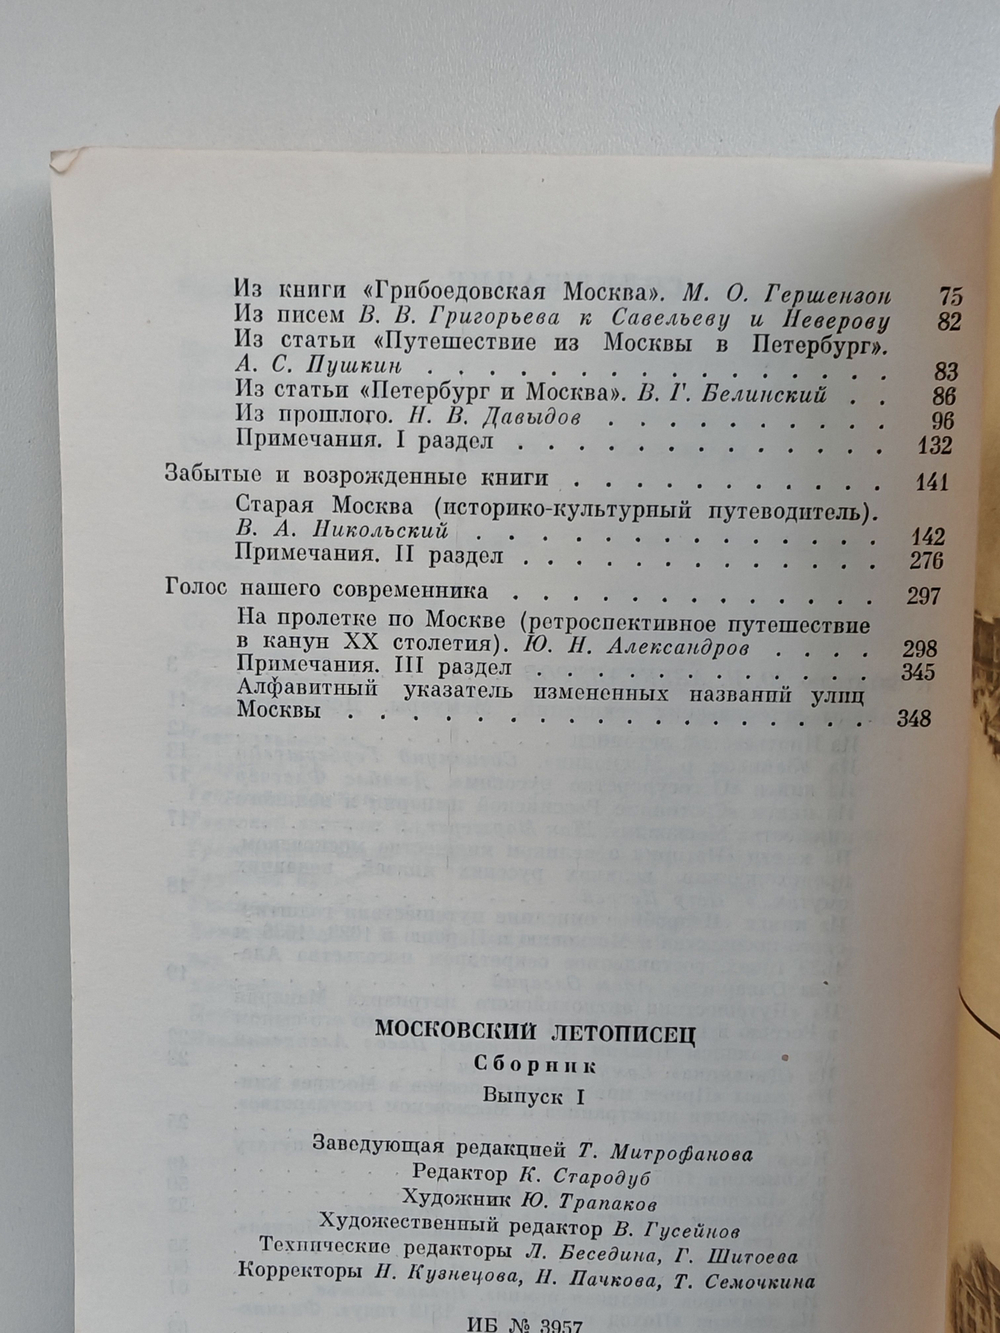 Из книги «Грибоедовская Москва». М. О. Гершензон 75
Из писем В. В. Григорьева к Савельеву и Неверову 82
Из статьи «Путешествие из Москвы в Петербург».
А. С. Пушкин . . . . . . . . . . . . . . . . 83
Из статьи «Петербург и Москва». В. Г. Белинский . . 86
Из прошлого. Н. В. Давыдов . . . . . . . . . . 96
Примечания. I раздел . . . . . . . . . . . . . 132
Забытые и возрожденные книги . . . . . . . . . . . 141
Старая Москва (историко-культурный путеводитель).
В. А. Никольский . . . . . . . . . . . . . . 142
Примечания. II раздел . . . . . . . . . . . . 276
Голос нашего современника . . . . . . . . . . . . . 297
На пролетке по Москве (ретроспективное путешествие
в канун XX столетия). Ю. Н. Александров . . . . 298
Примечания. III раздел . . . . . . . . . . . . 345
Алфавитный указатель измененных названий улиц
Москвы . . . . . . . . . . . . . . . . . . . 348
МОСКОВСКИЙ ЛЕТОПИСЕЦ
Сборник
Выпуск I
Заведующая редакцией Т. Митрофанова
Редактор К. Стародуб
Художник Ю. Трапаков
Художественный редактор В. Гусейнов
Технические редакторы Л. Беседина, Г. Шитоева
Корректоры Н. Кузнецова, Н. Пачкова, Т. Семочкина
ИБ № 3957